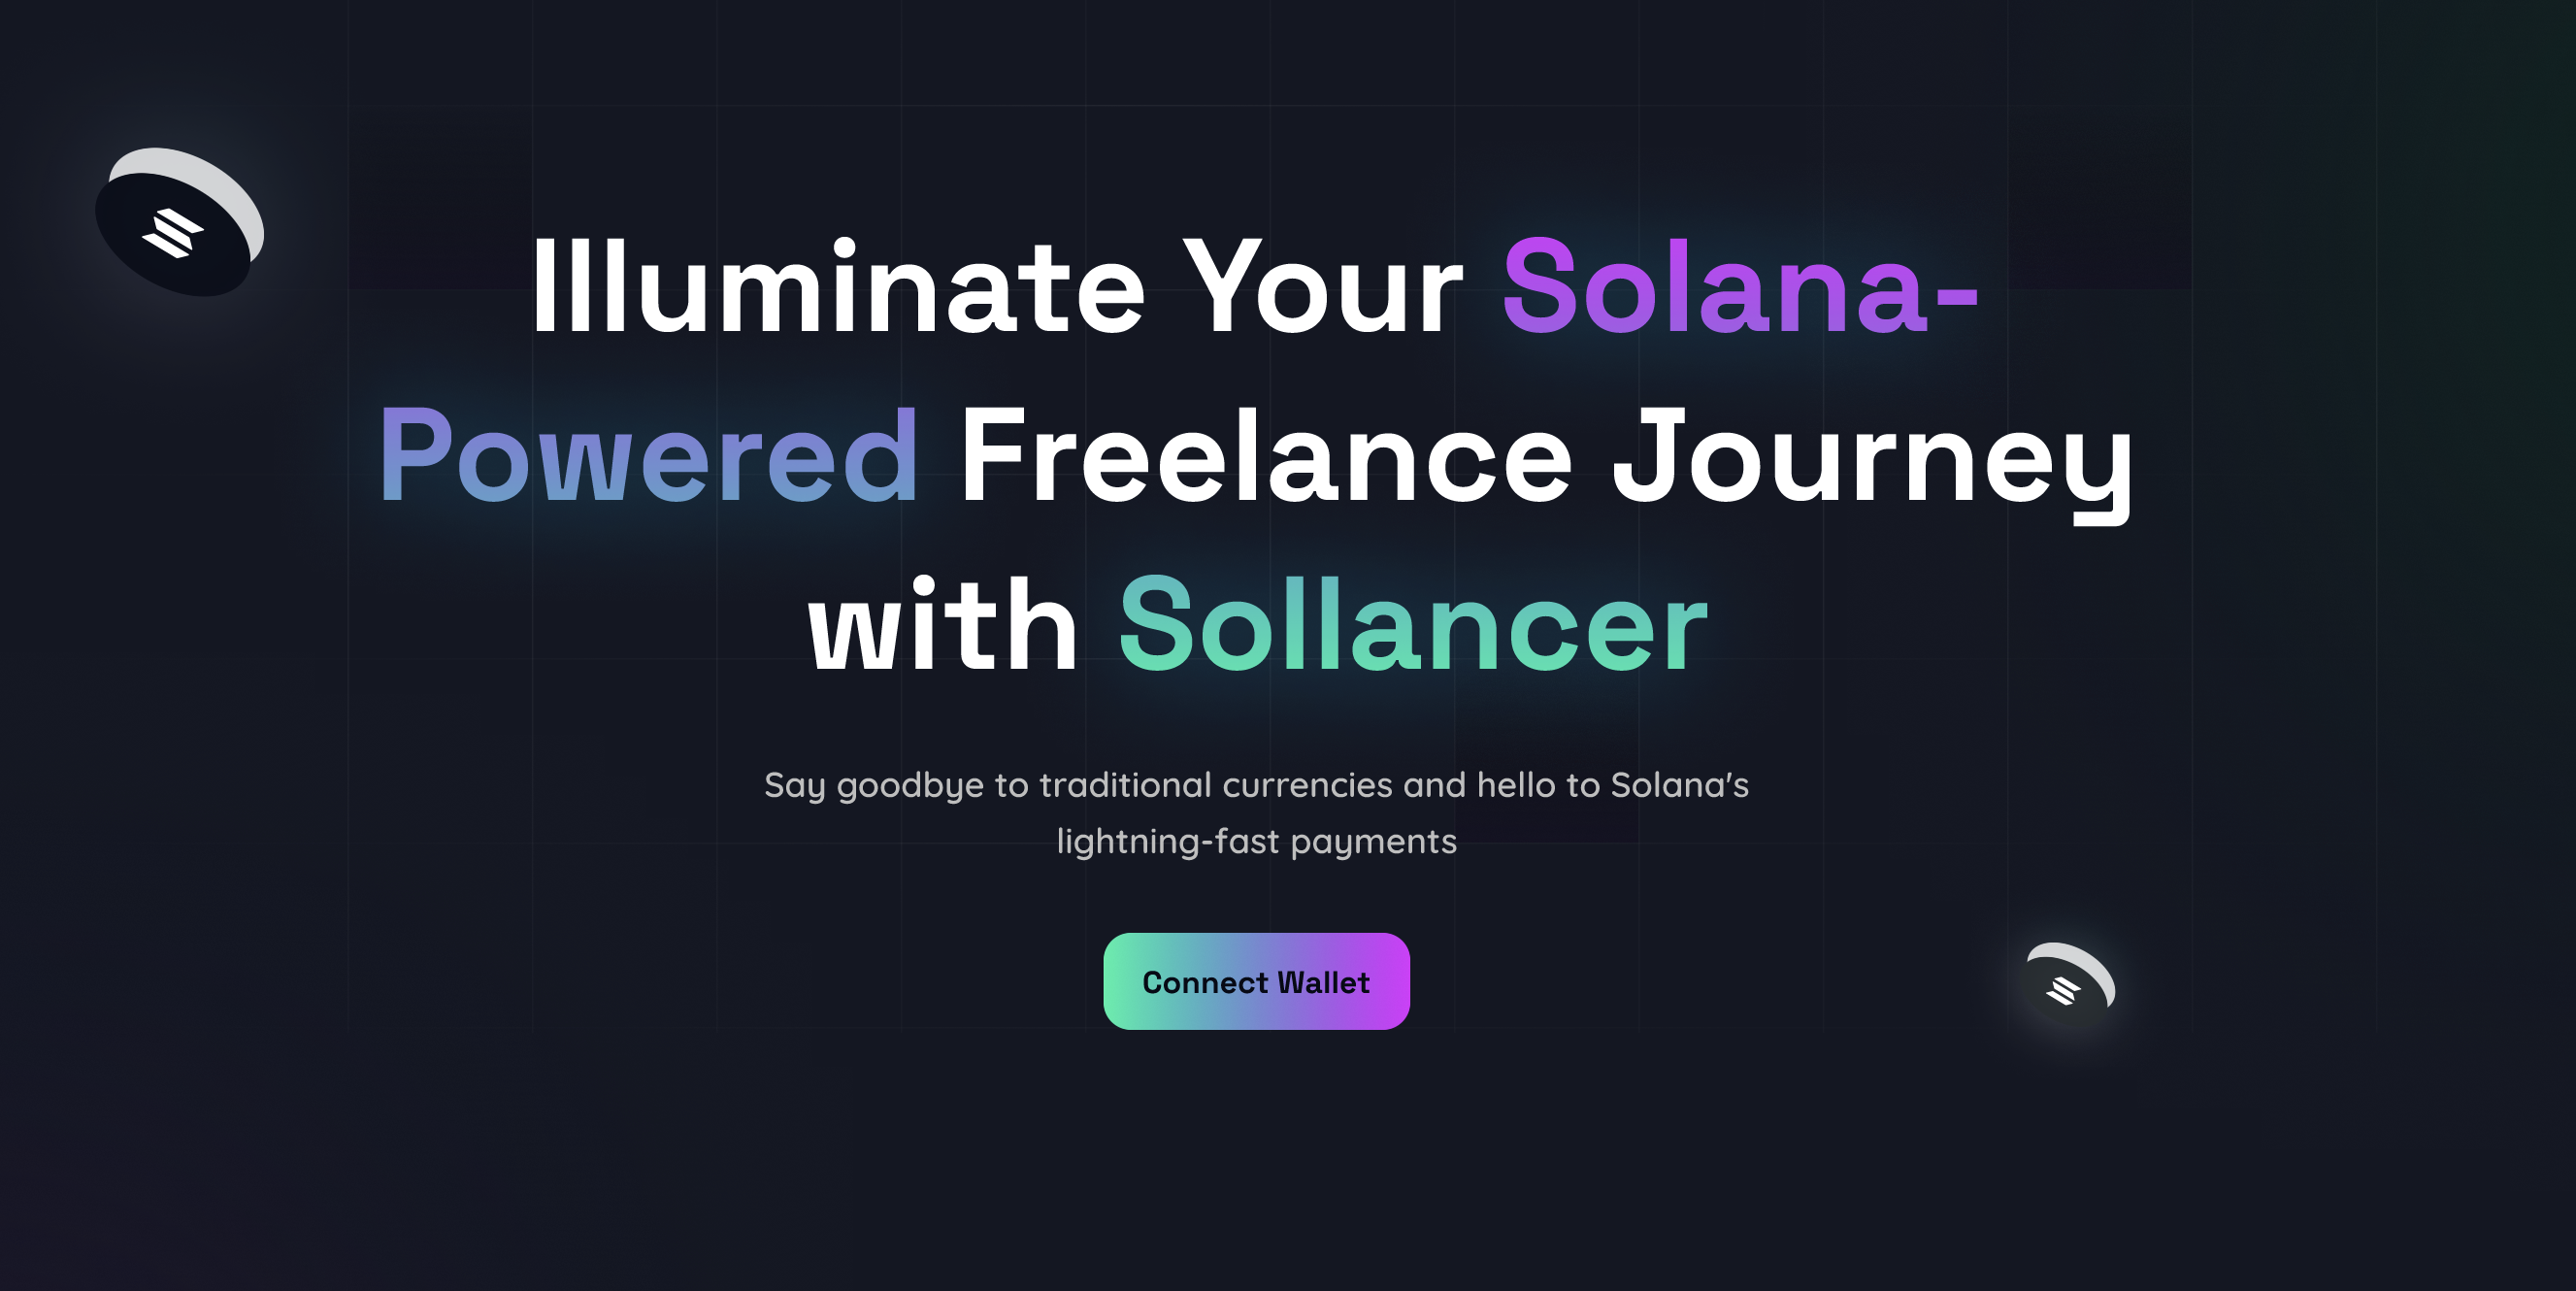 Illuminate Your Solana-
Powered Freelance Journey
with Sollancer
Say goodbye to traditional currencies and hello to Solana's
lightning-fast payments
Connect Wallet